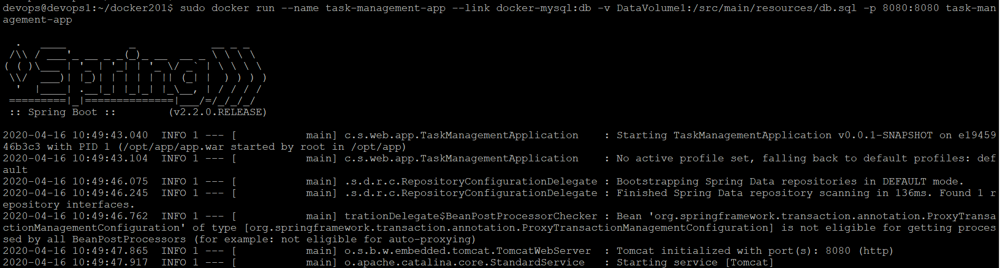 devops@devops1:~/docker201$ sudo docker run --name task-management-app --link docker-mysql:db -v DataVolume1:/src/main/resources/db.sql -p 8080:8080 task-man
agement-app
  .   ____          _            __ _ _
 /\\ / ___'_ __ _ _(_)_ __  __ _ \ \ \ \
( ( )\___ | '_ | '_| | '_ \/ _` | \ \ \ \
 \\/  ___)| |_)| | | | | || (_| |  ) ) ) )
  '  |____| .__|_| |_|_| |_\__, | / / / /
 =========|_|==============|___/=/_/_/_/
 :: Spring Boot ::        (v2.2.0.RELEASE)
2020-04-16 10:49:43.040  INFO 1 --- [           main] c.s.web.app.TaskManagementApplication    : Starting TaskManagementApplication v0.0.1-SNAPSHOT on e19459
46b3c3 with PID 1 (/opt/app/app.war started by root in /opt/app)
2020-04-16 10:49:43.104  INFO 1 --- [           main] c.s.web.app.TaskManagementApplication    : No active profile set, falling back to default profiles: def
ault
2020-04-16 10:49:46.075  INFO 1 --- [           main] .s.d.r.c.RepositoryConfigurationDelegate : Bootstrapping Spring Data repositories in DEFAULT mode.
2020-04-16 10:49:46.245  INFO 1 --- [           main] .s.d.r.c.RepositoryConfigurationDelegate : Finished Spring Data repository scanning in 136ms. Found 1 r
epository interfaces.
2020-04-16 10:49:46.762  INFO 1 --- [           main] trationDelegate$BeanPostProcessorChecker : Bean 'org.springframework.transaction.annotation.ProxyTransa
ctionManagementConfiguration' of type [org.springframework.transaction.annotation.ProxyTransactionManagementConfiguration] is not eligible for getting proces
sed by all BeanPostProcessors (for example: not eligible for auto-proxying)
2020-04-16 10:49:47.865  INFO 1 --- [           main] o.s.b.w.embedded.tomcat.TomcatWebServer  : Tomcat initialized with port(s): 8080 (http)
2020-04-16 10:49:47.917  INFO 1 --- [           main] o.apache.catalina.core.StandardService   : Starting service [Tomcat]